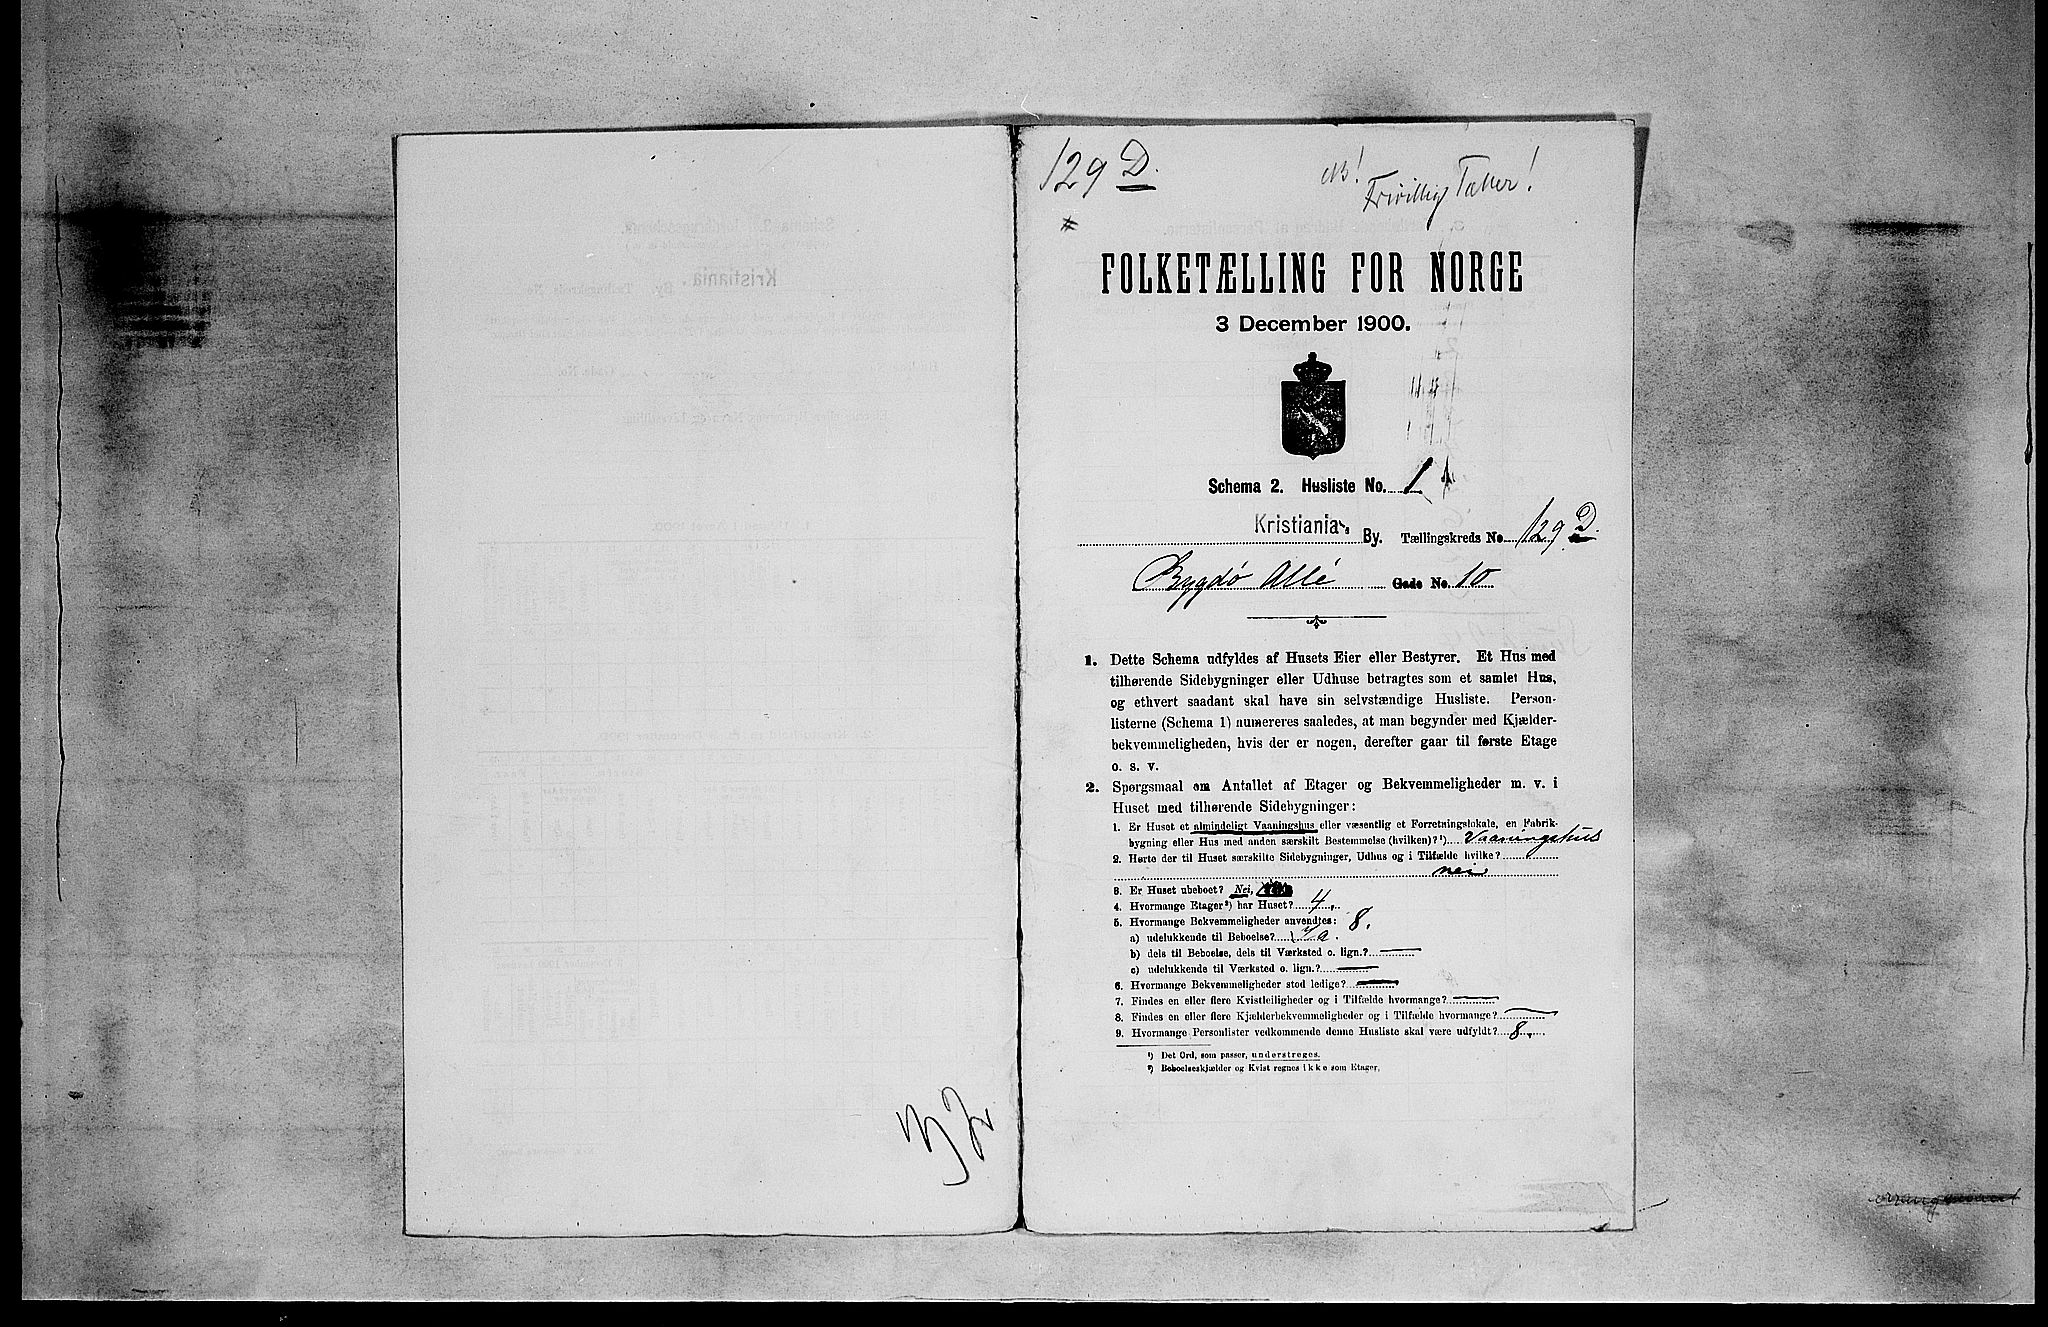 129 D.
NB!
Frivillig Tæller!
FOLKETÆLLING FOR NORGE
3 December 1900.
Schema 2. Husliste No. 1
Kristiania By. Tællingskreds No. 129 D.
Bygdø Allé Gade No. 10
1. Dette Schema udfyldes af Husets Eier eller Bestyrer. Et Hus med
tilhørende Sidebygninger eller Udhuse betragtes som et samlet Hus,
og ethvert saadant skal have sin selvstændige Husliste. Person-
listerne (Schema 1) numereres saaledes, at man begynder med Kjælder-
bekvemmeligheden, hvis der er nogen, derefter gaar til første Etage
o. s. v.
2. Spørgsmaal om Antallet af Etager og Bekvemmeligheder m. v. i
Huset med tilhørende Sidebygninger:
1. Er Huset et almindeligt Vaaningshus eller væsentlig et Forretningslokale, en Fabrik-
bygning eller Hus med anden særskilt Bestemmelse (hvilken)?¹) Vaaningshus
2. Hørte der til Huset særskilte Sidebygninger, Udhus og i Tilfælde hvilke?
nei
3. Er Huset ubeboet? Nei,
4. Hvormange Etager²) har Huset? 4.
5. Hvormange Bekvemmeligheder anvendtes: 8.
a) udelukkende til Beboelse? ja.
b) dels til Beboelse, dels til Værksted o. lign.? —
c) udelukkende til Værksted o. lign.? —
6. Hvormange Bekvemmeligheder stod ledige? —
7. Findes en eller flere Kvistleiligheder og i Tilfælde hvormange? —
8. Findes en eller flere Kjælderbekvemmeligheder og i Tilfælde hvormange? —
9. Hvormange Personlister vedkommende denne Husliste skal være udfyldt? 8.
¹) Det Ord, som passer, understreges.
²) Beboelseskjælder og Kvist regnes ikke som Etager.